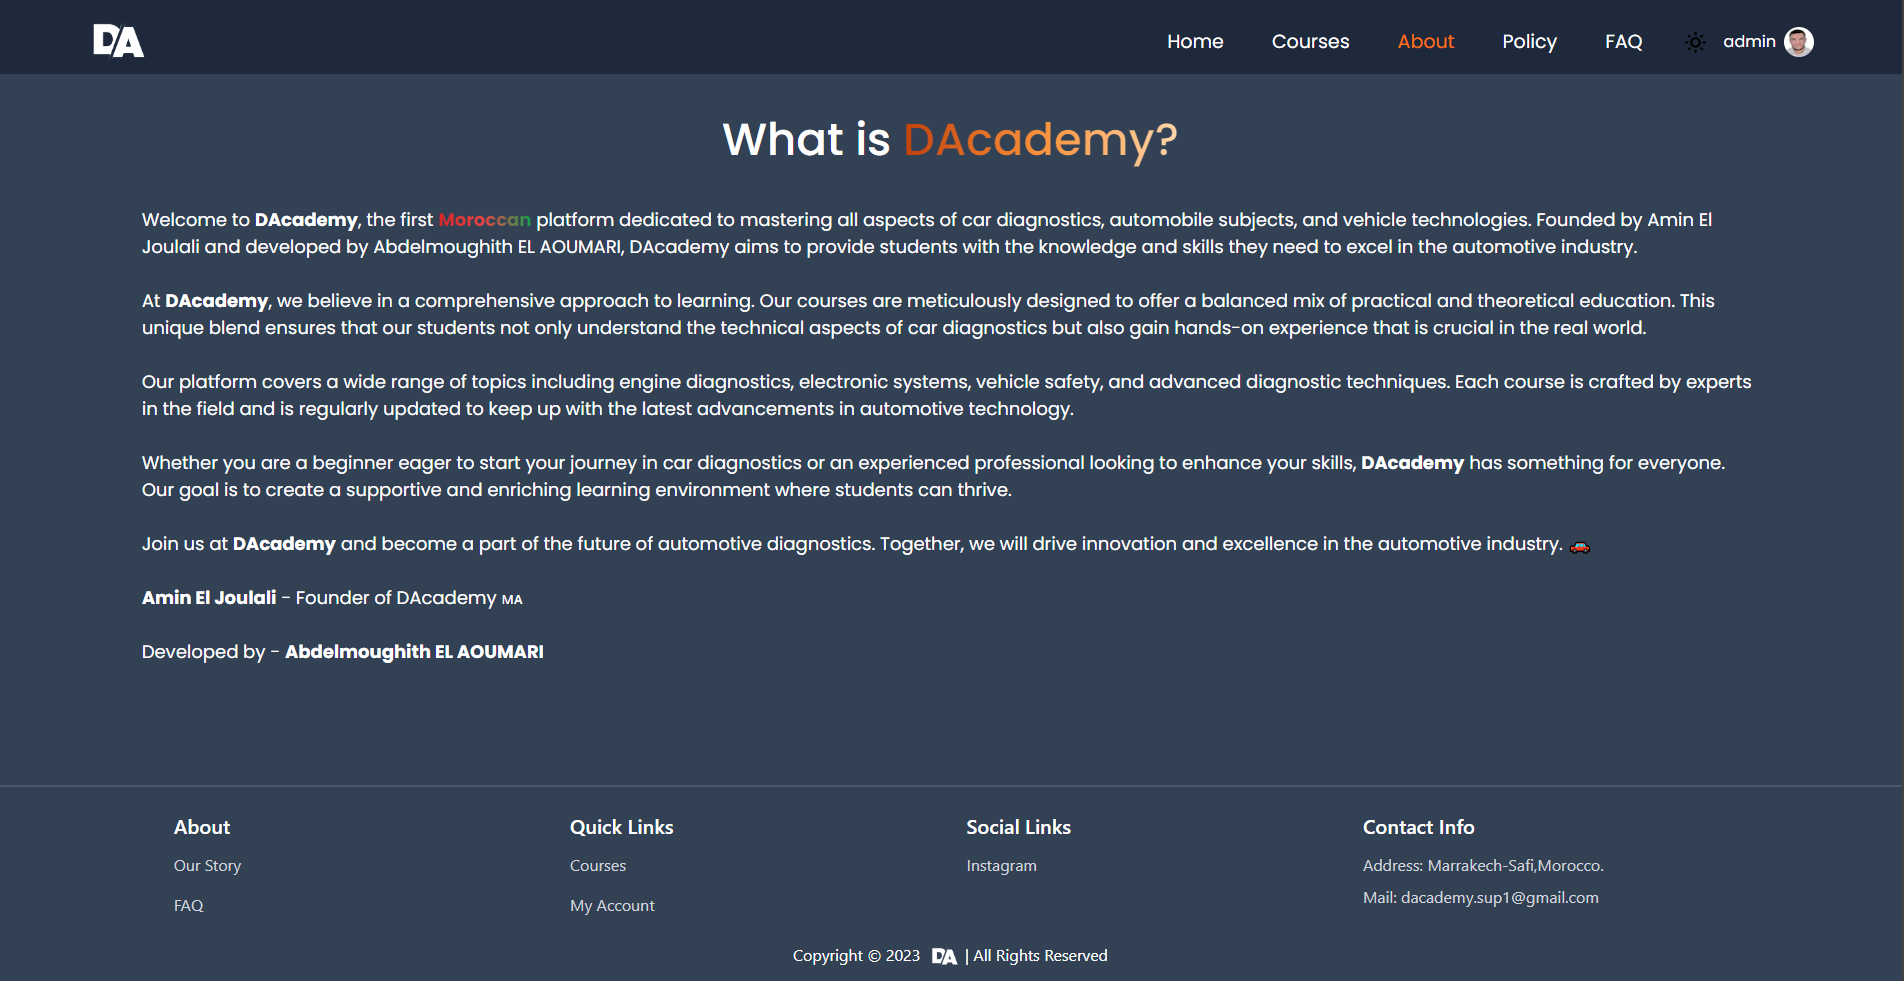 DA
Home
Courses
About
Policy
FAQ
admin
What is DAcademy?
Welcome to DAcademy, the first Moroccan platform dedicated to mastering all aspects of car diagnostics, automobile subjects, and vehicle technologies. Founded by Amin El
Joulali and developed by Abdelmoughith EL AOUMARI, DAcademy aims to provide students with the knowledge and skills they need to excel in the automotive industry.
At DAcademy, we believe in a comprehensive approach to learning. Our courses are meticulously designed to offer a balanced mix of practical and theoretical education. This
unique blend ensures that our students not only understand the technical aspects of car diagnostics but also gain hands-on experience that is crucial in the real world.
Our platform covers a wide range of topics including engine diagnostics, electronic systems, vehicle safety, and advanced diagnostic techniques. Each course is crafted by experts
in the field and is regularly updated to keep up with the latest advancements in automotive technology.
Whether you are a beginner eager to start your journey in car diagnostics or an experienced professional looking to enhance your skills, DAcademy has something for everyone.
Our goal is to create a supportive and enriching learning environment where students can thrive.
Join us at DAcademy and become a part of the future of automotive diagnostics. Together, we will drive innovation and excellence in the automotive industry. 🚗
Amin El Joulali - Founder of DAcademy MA
Developed by - Abdelmoughith EL AOUMARI
About
Our Story
FAQ
Quick Links
Courses
My Account
Social Links
Instagram
Contact Info
Address: Marrakech-Safi,Morocco.
Mail: dacademy.sup1@gmail.com
Copyright © 2023 DA | All Rights Reserved